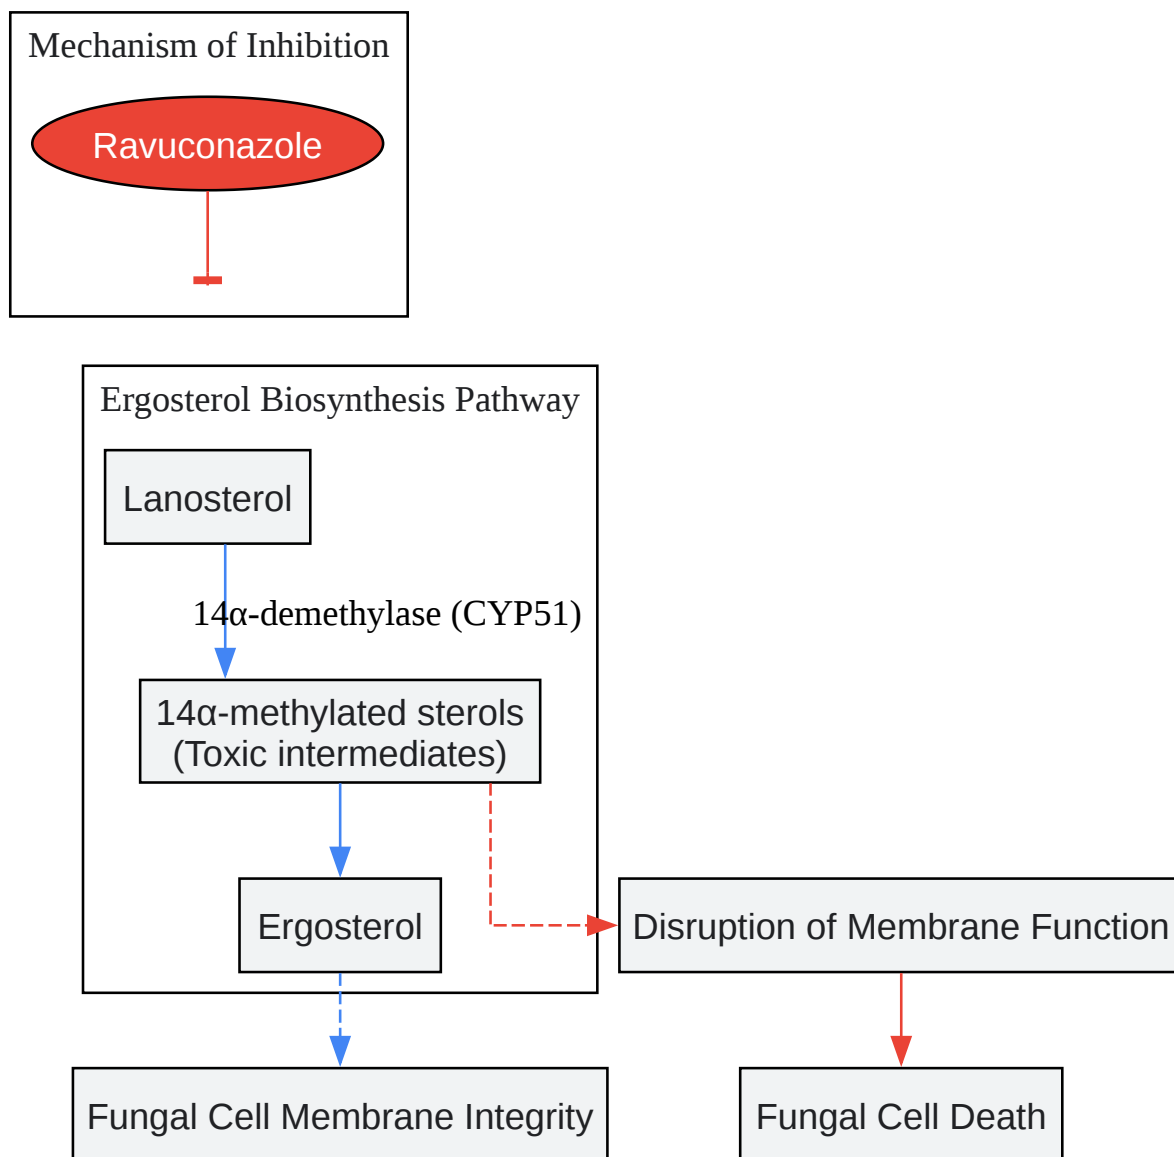 Mechanism of Inhibition
Ravuconazole
Ergosterol Biosynthesis Pathway
Lanosterol
14α-demethylase (CYP51)
14α-methylated sterols
(Toxic intermediates)
Ergosterol
Disruption of Membrane Function
Fungal Cell Membrane Integrity
Fungal Cell Death